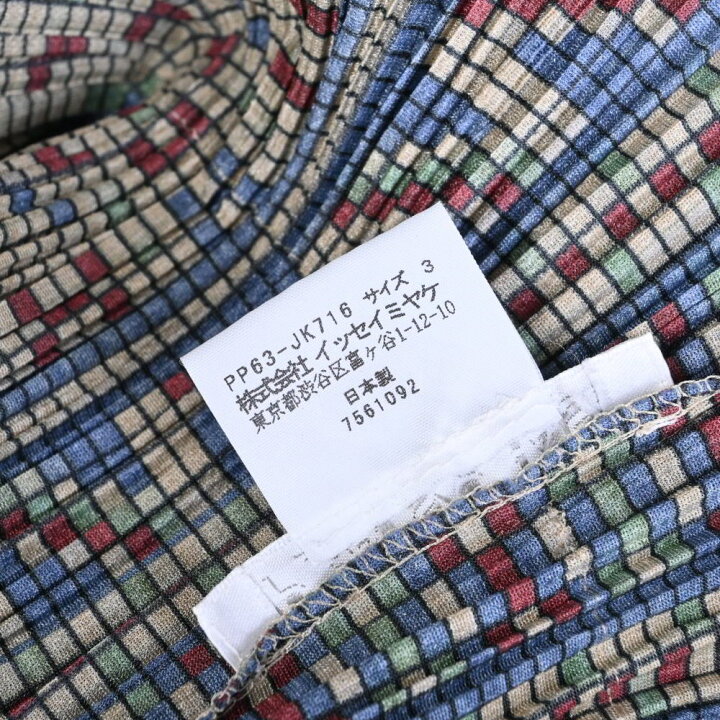 PP63-JK716 サイズ 3
株式会社 イッセイミヤケ
東京都渋谷区富ヶ谷1-12-10
日本製
7561092